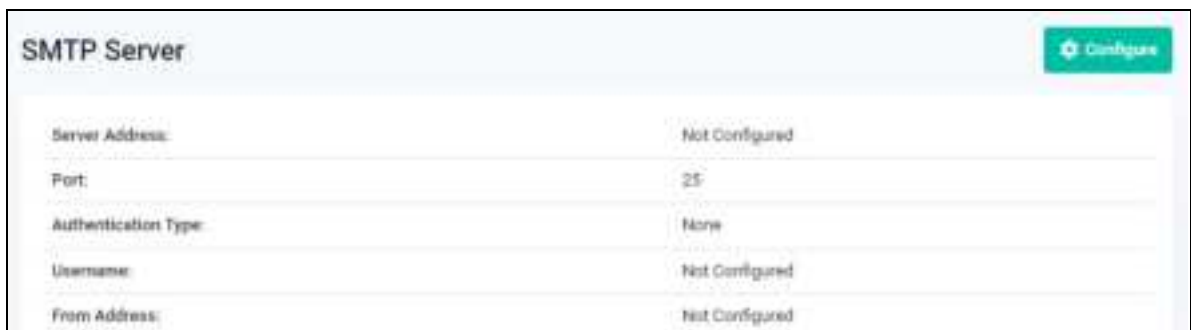 SMTP Server
Configure
Server Address: Not Configured
Port: 25
Authentication Type: None
Username: Not Configured
From Address: Not Configured